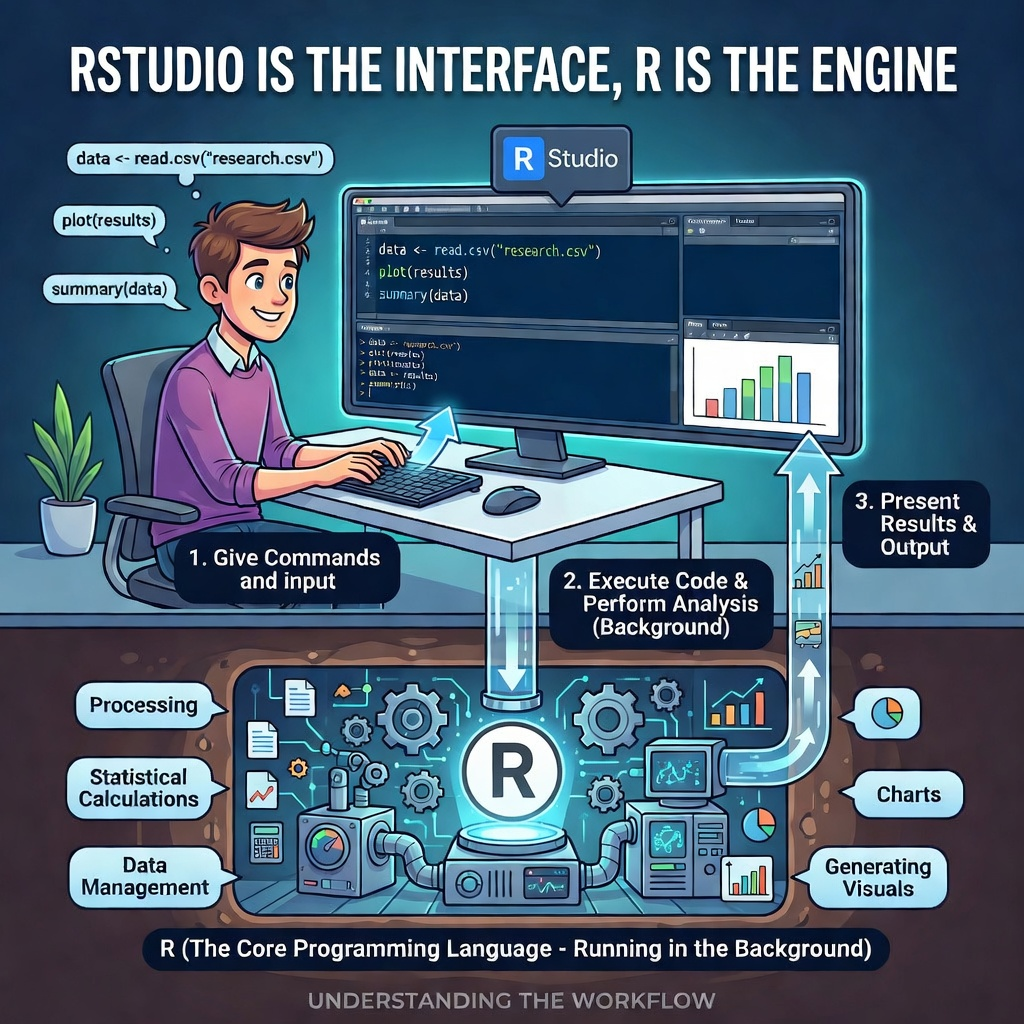 RSTUDIO IS THE INTERFACE, R IS THE ENGINE
data <- read.csv("research.csv")
plot(results)
summary(data)
R Studio
data <- read.csv("research.csv")
plot(results)
summary(data)
1. Give Commands
and input
2. Execute Code &
Perform Analysis
(Background)
3. Present
Results &
Output
Processing
Statistical
Calculations
Data
Management
R
Charts
Generating
Visuals
R (The Core Programming Language - Running in the Background)
UNDERSTANDING THE WORKFLOW